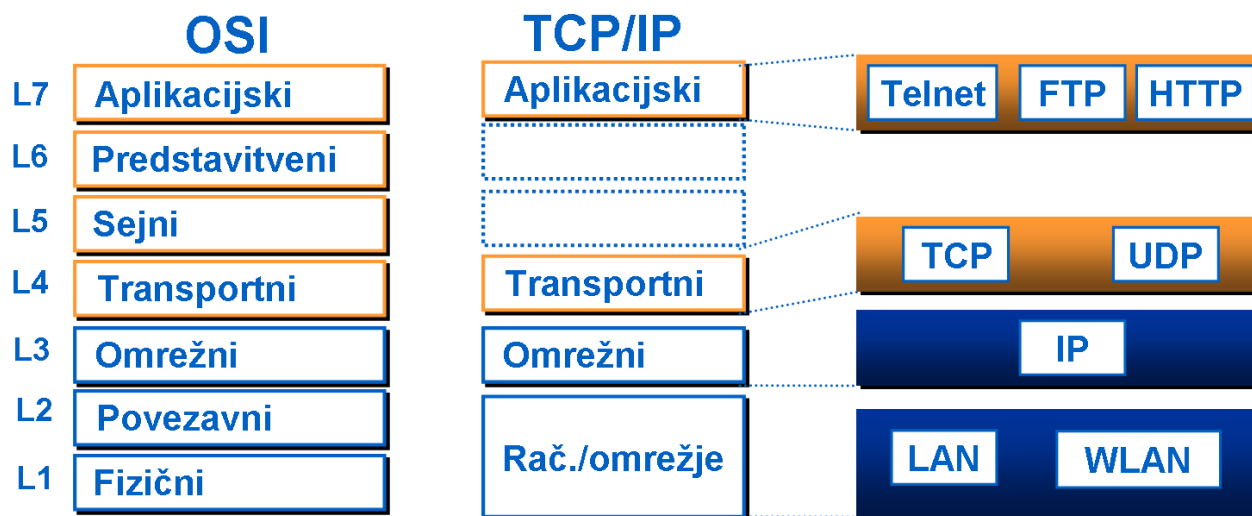 OSI TCP/IP
L7 Aplikacijski Aplikacijski Telnet FTP HTTP
L6 Predstavitveni
L5 Sejni
L4 Transportni Transportni TCP UDP
L3 Omrežni Omrežni IP
L2 Povezavni
Rač./omrežje LAN WLAN
L1 Fizični